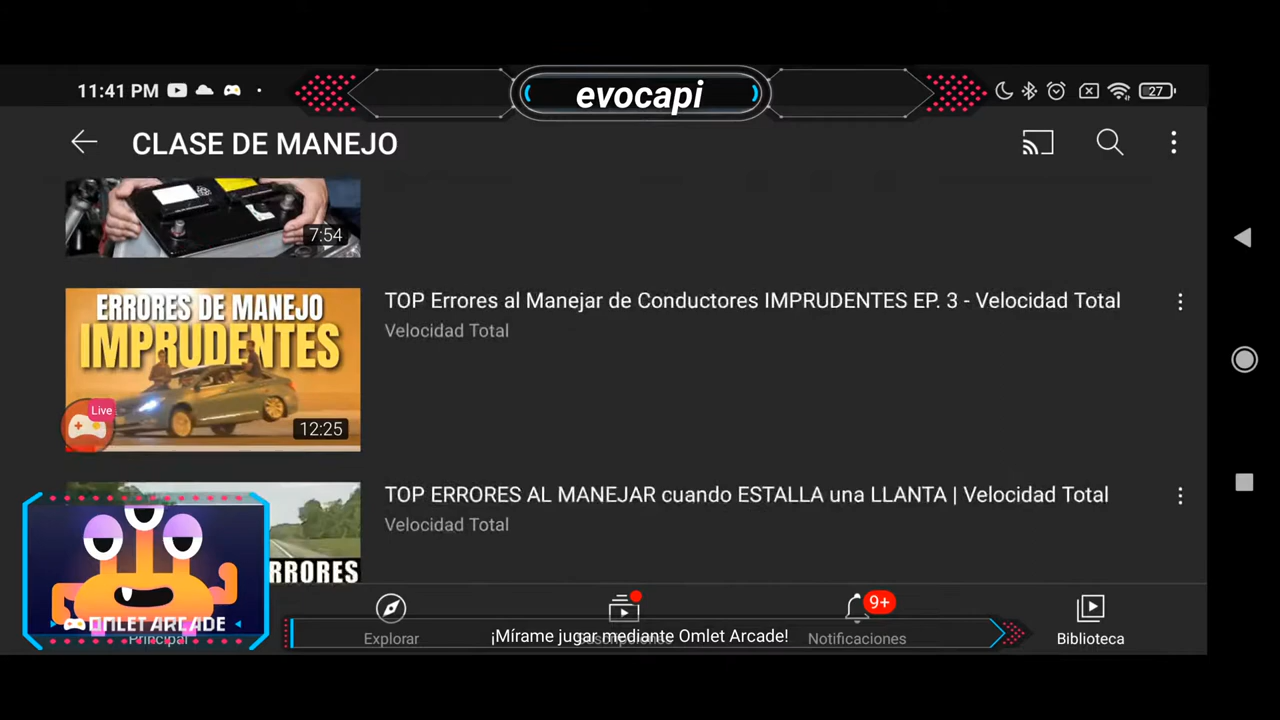 evocapi
11:41 PM
27
CLASE DE MANEJO
7:54
ERRORES DE MANEJO
IMPRUDENTES
Live
12:25
TOP Errores al Manejar de Conductores IMPRUDENTES EP. 3 - Velocidad Total
Velocidad Total
TOP ERRORES AL MANEJAR cuando ESTALLA una LLANTA | Velocidad Total
Velocidad Total
RRORES
OMLET ARCADE
Principal
Explorar
¡Mírame jugar mediante Omlet Arcade!
9+
Notificaciones
Biblioteca